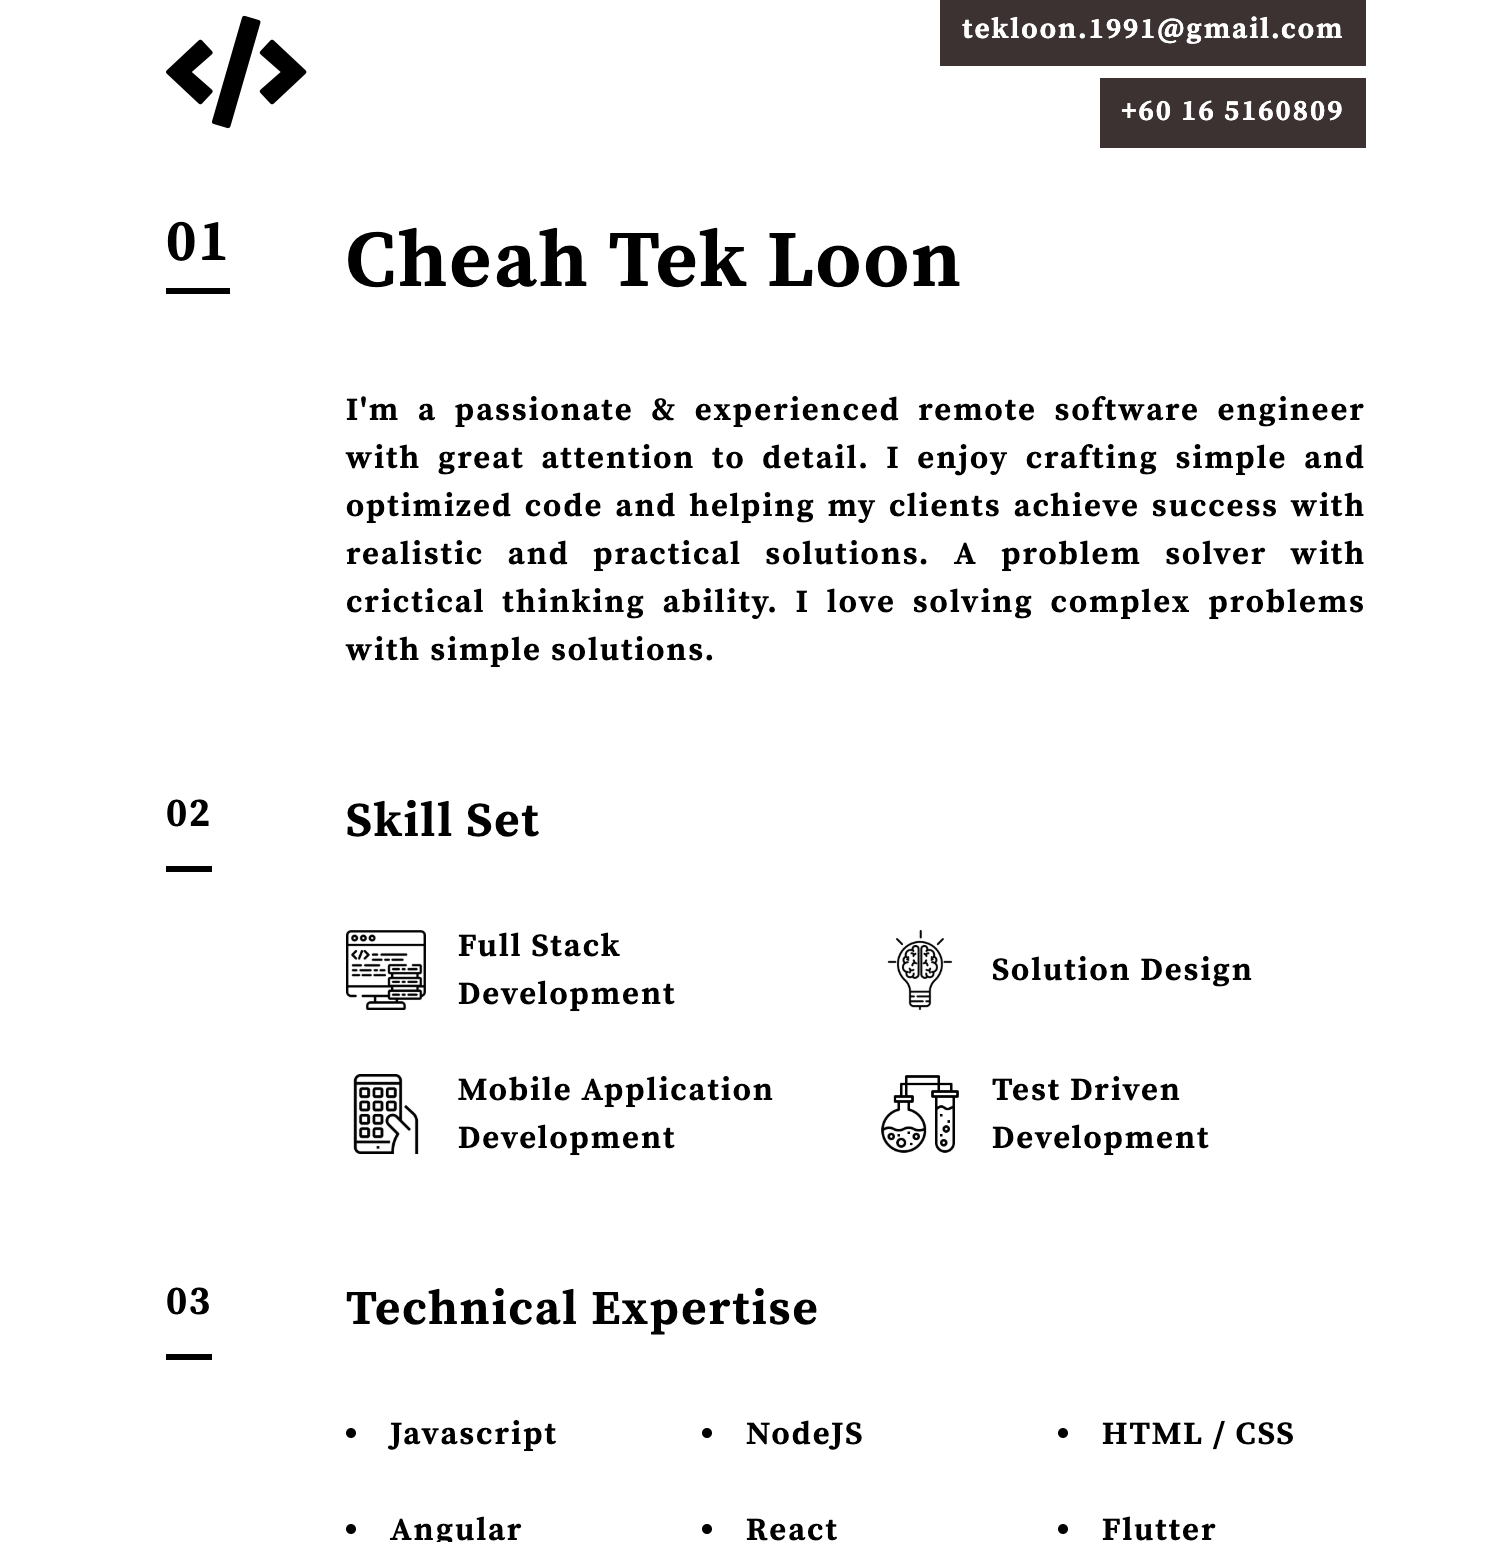 tekloon.1991@gmail.com
+60 16 5160809
01
Cheah Tek Loon
I'm a passionate & experienced remote software engineer
with great attention to detail. I enjoy crafting simple and
optimized code and helping my clients achieve success with
realistic and practical solutions. A problem solver with
crictical thinking ability. I love solving complex problems
with simple solutions.
02
Skill Set
Full Stack
Development
Solution Design
Mobile Application
Development
Test Driven
Development
03
Technical Expertise
• Javascript
• NodeJS
• HTML / CSS
• Angular
• React
• Flutter